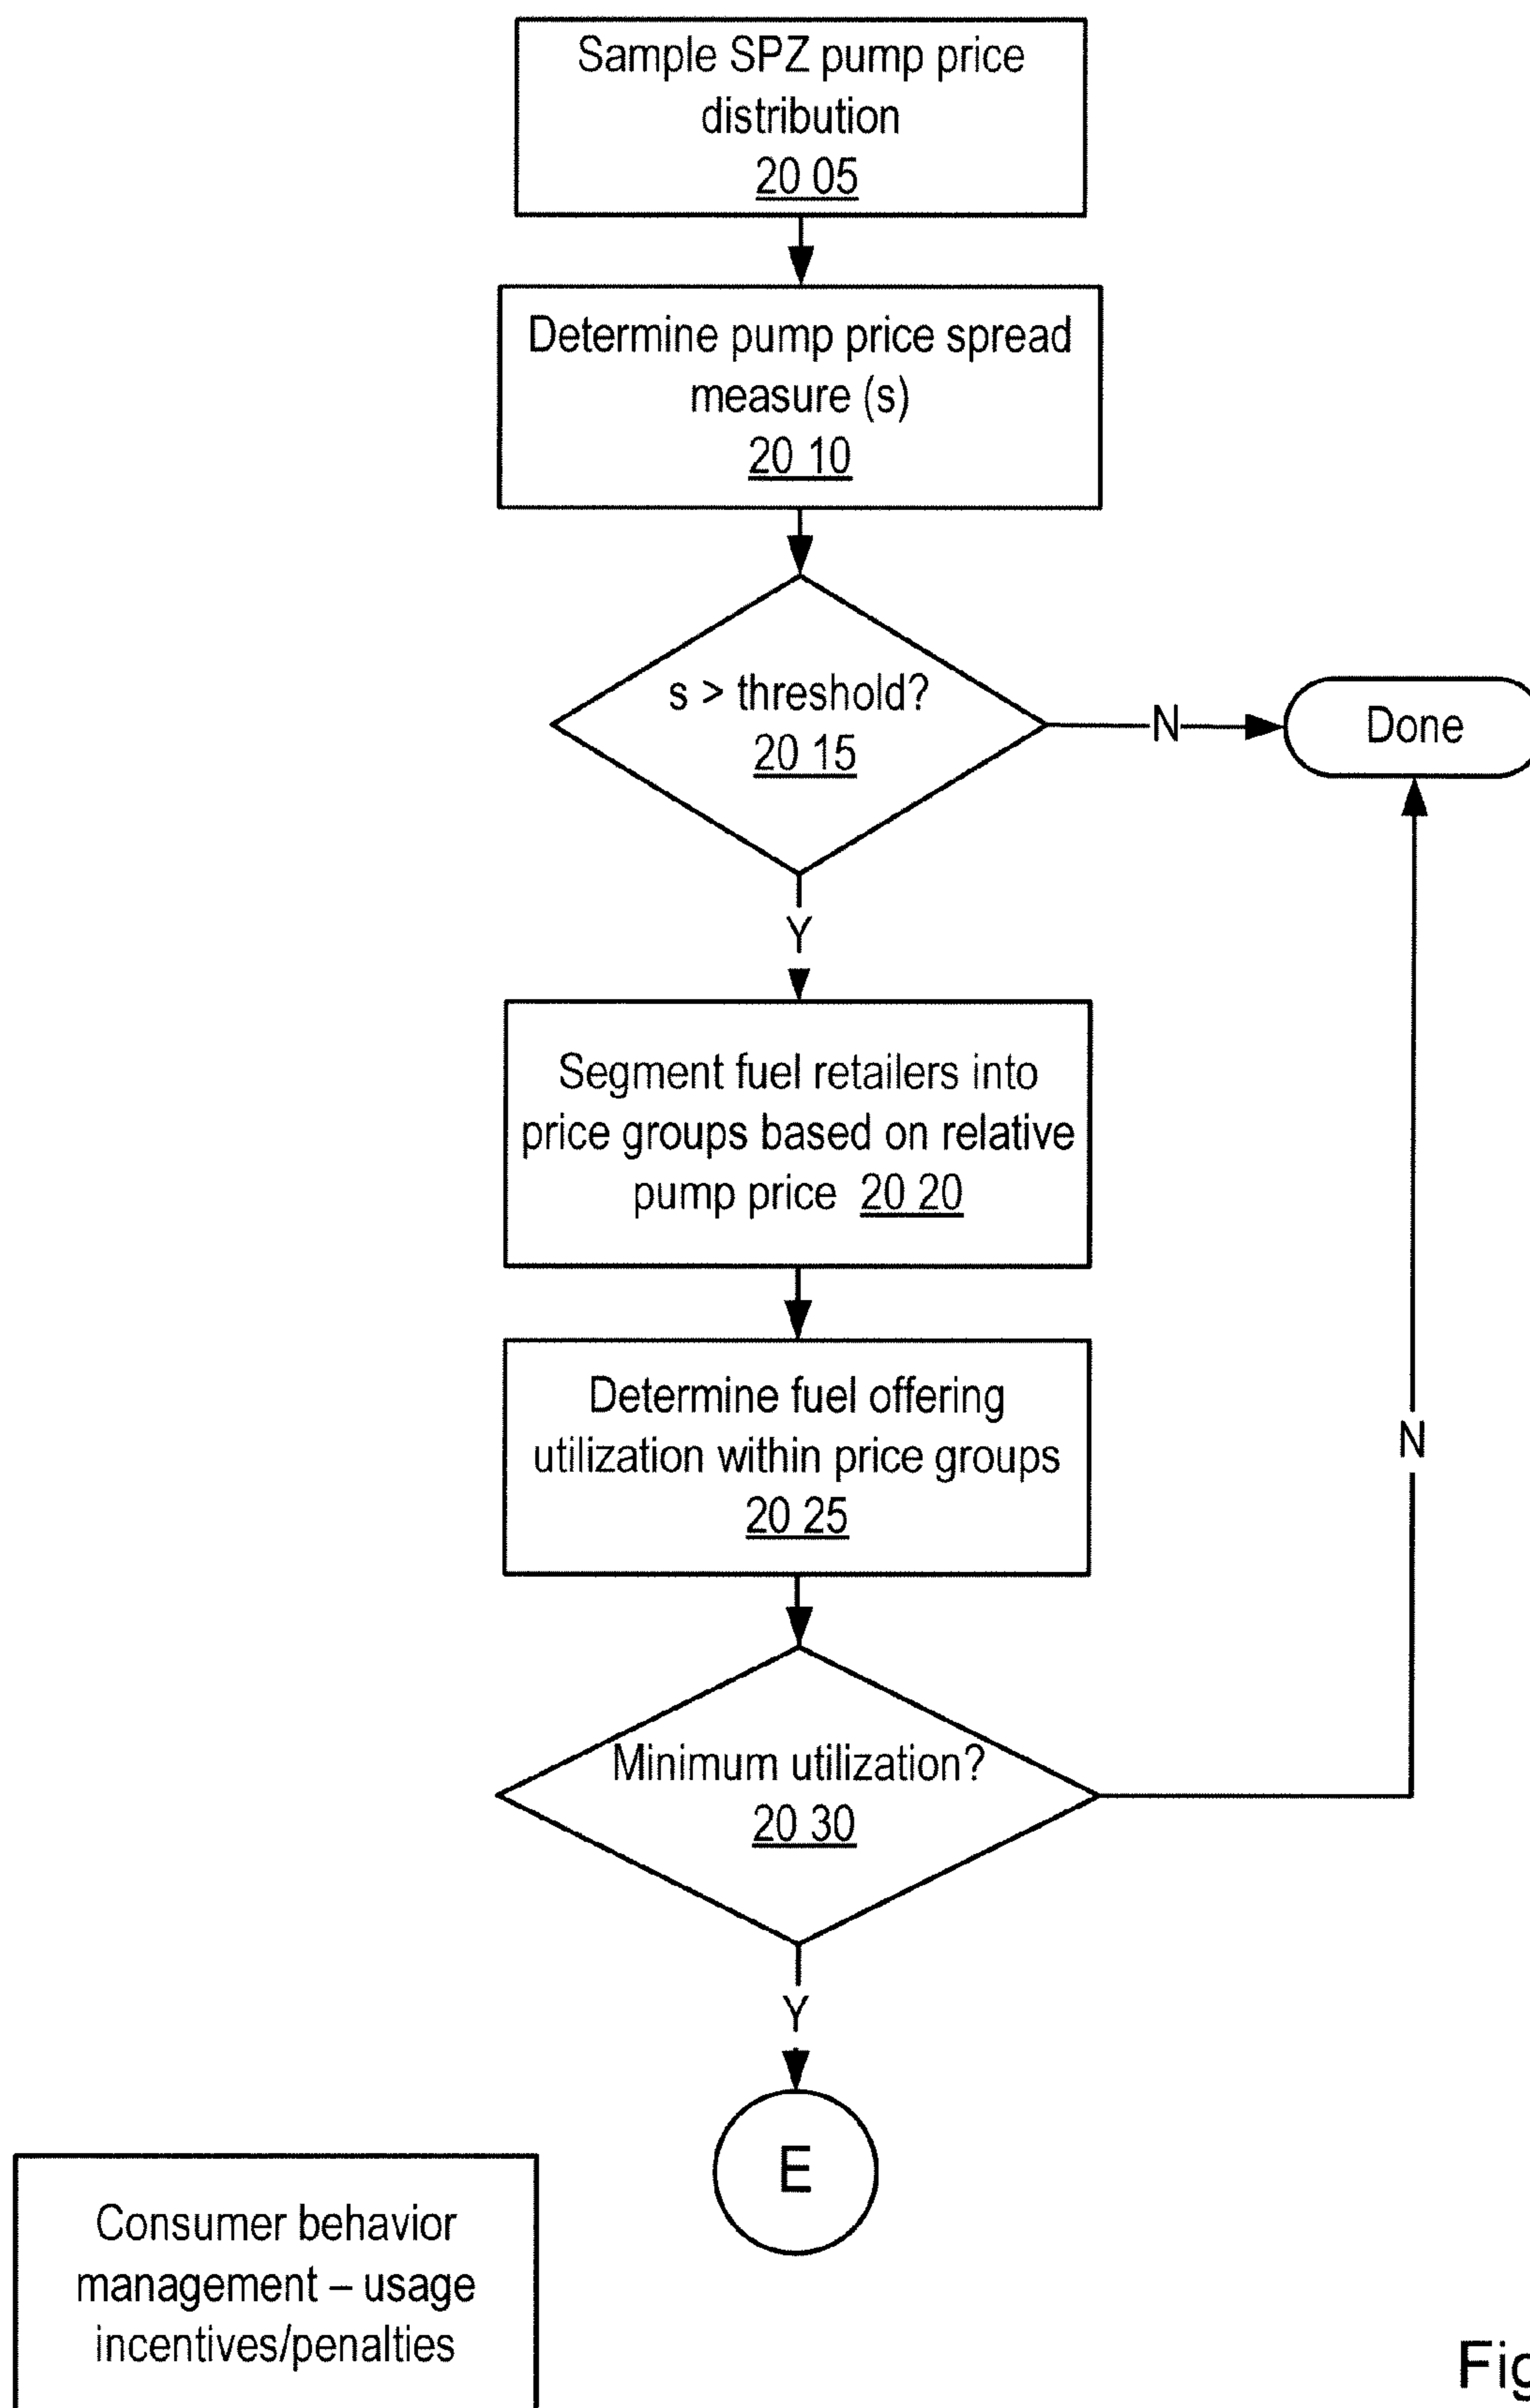 Sample SPZ pump price
distribution
20 05
Determine pump price spread
measure (s)
20 10
s > threshold?
20 15
N
Done
Y
Segment fuel retailers into
price groups based on relative
pump price 20 20
Determine fuel offering
utilization within price groups
20 25
N
Minimum utilization?
20 30
Y
E
Consumer behavior
management – usage
incentives/penalties
Fig